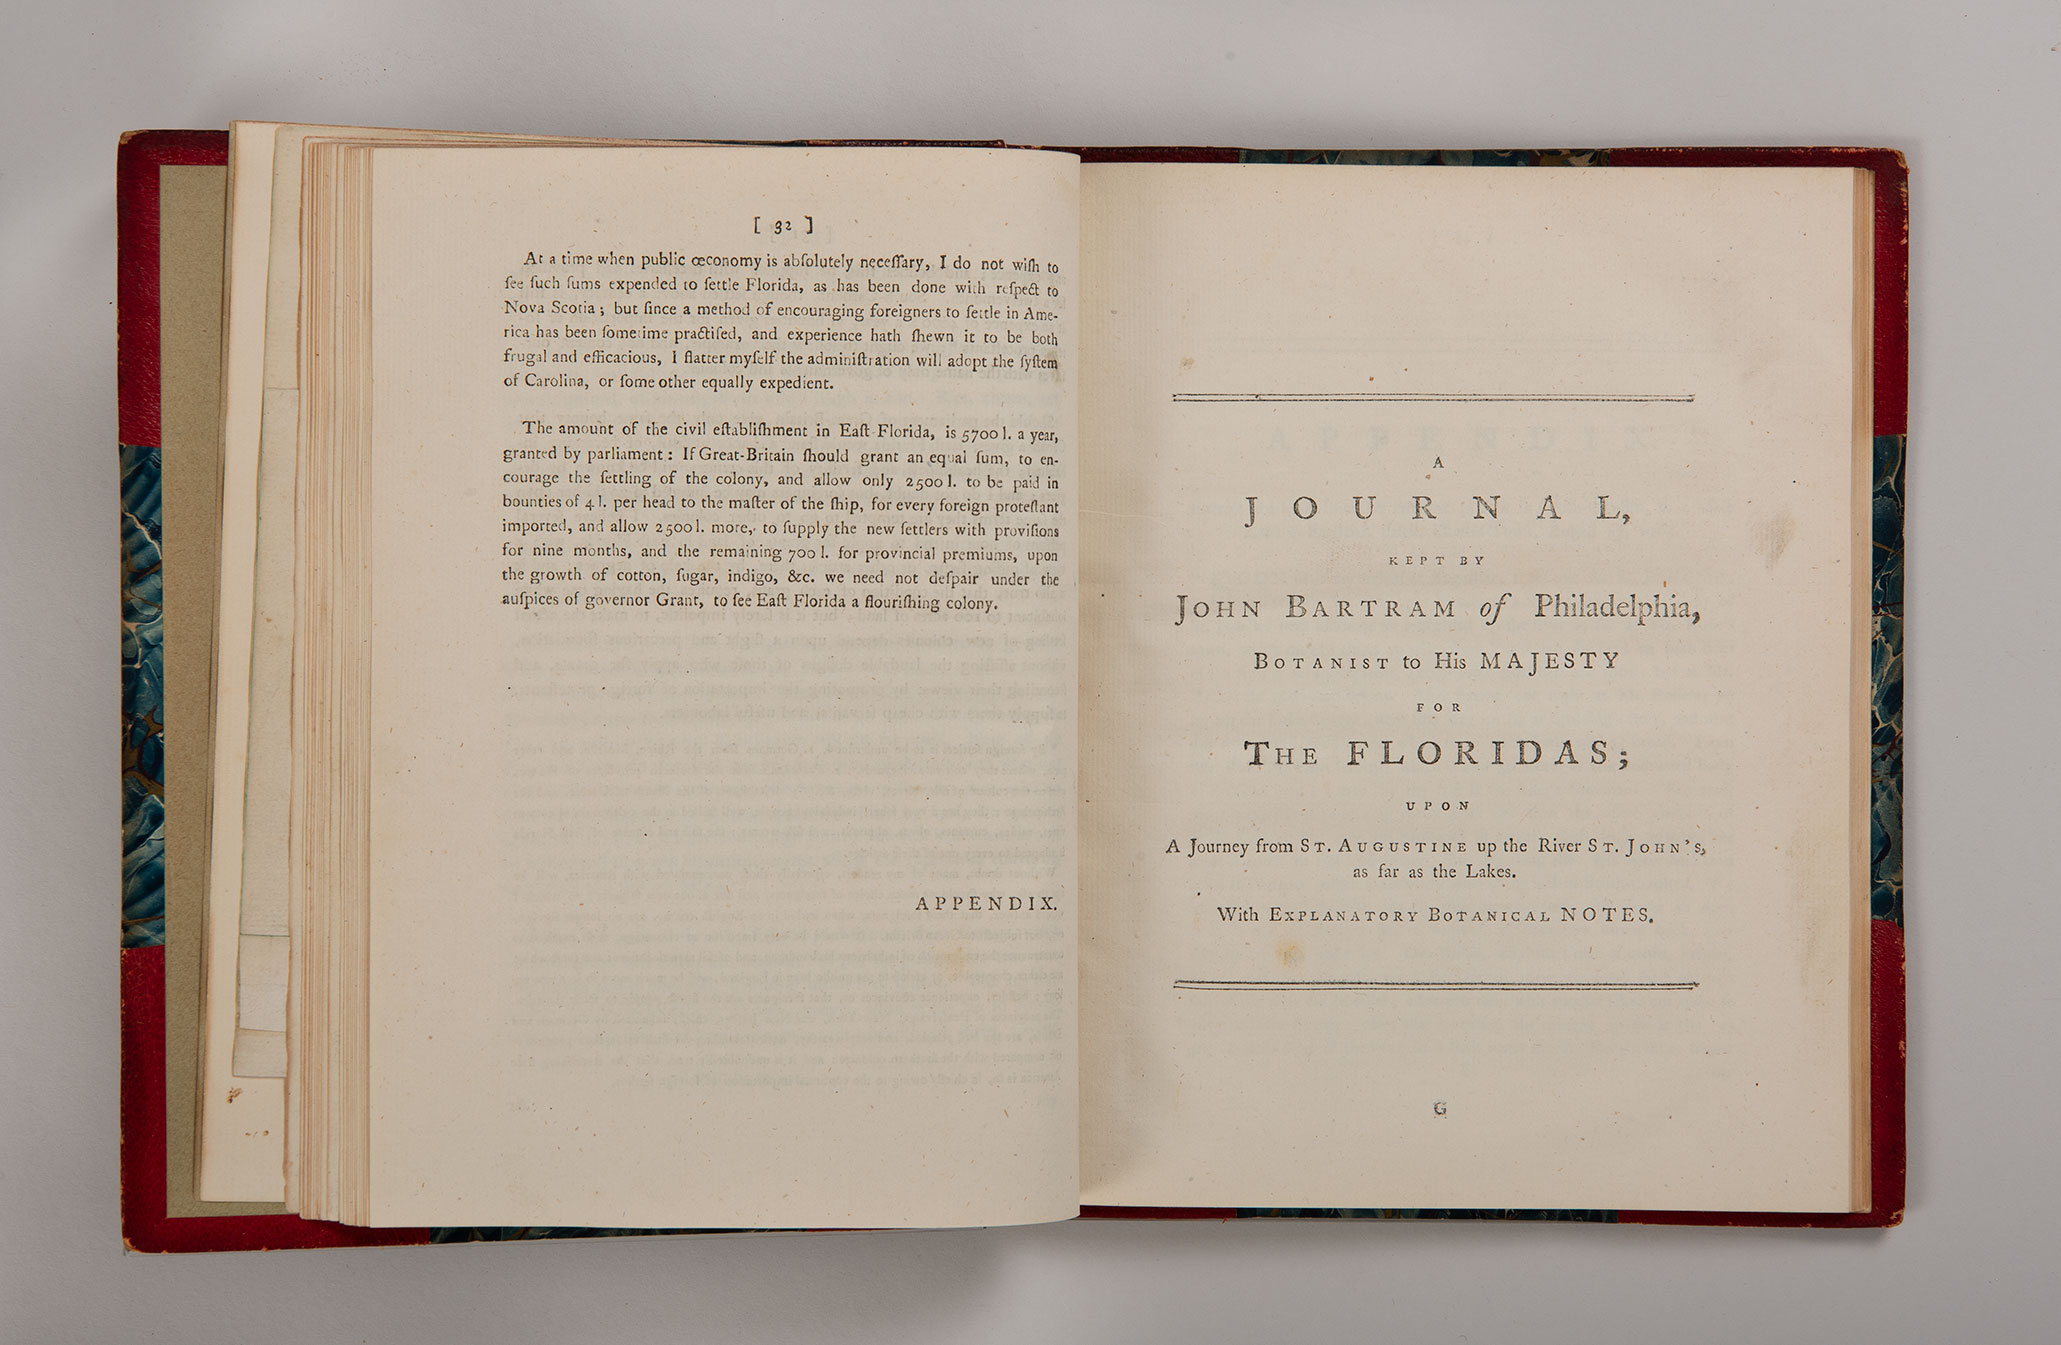 [ 32 ]
At a time when public œconomy is abſolutely neceſſary, I do not wiſh to
ſee ſuch ſums expended to ſettle Florida, as has been done with reſpect to
Nova Scotia; but ſince a method of encouraging foreigners to ſettle in Ame-
rica has been ſometime practiſed, and experience hath ſhewn it to be both
frugal and efficacious, I flatter myſelf the adminiſtration will adopt the ſyſtem
of Carolina, or ſome other equally expedient.
The amount of the civil eſtabliſhment in Eaſt Florida, is 5700 l. a year,
granted by parliament: If Great-Britain ſhould grant an equal ſum, to en-
courage the ſettling of the colony, and allow only 2500 l. to be paid in
bounties of 4 l. per head to the maſter of the ſhip, for every foreign proteſtant
imported, and allow 2500 l. more, to ſupply the new ſettlers with proviſions
for nine months, and the remaining 700 l. for provincial premiums, upon
the growth of cotton, ſugar, indigo, &c. we need not deſpair under the
auſpices of governor Grant, to ſee Eaſt Florida a flouriſhing colony.
APPENDIX.
A
JOURNAL,
KEPT BY
JOHN BARTRAM of Philadelphia,
BOTANIST to His MAJESTY
FOR
THE FLORIDAS;
UPON
A Journey from ST. AUGUSTINE up the River ST. JOHN's,
as far as the Lakes.
With EXPLANATORY BOTANICAL NOTES.
G